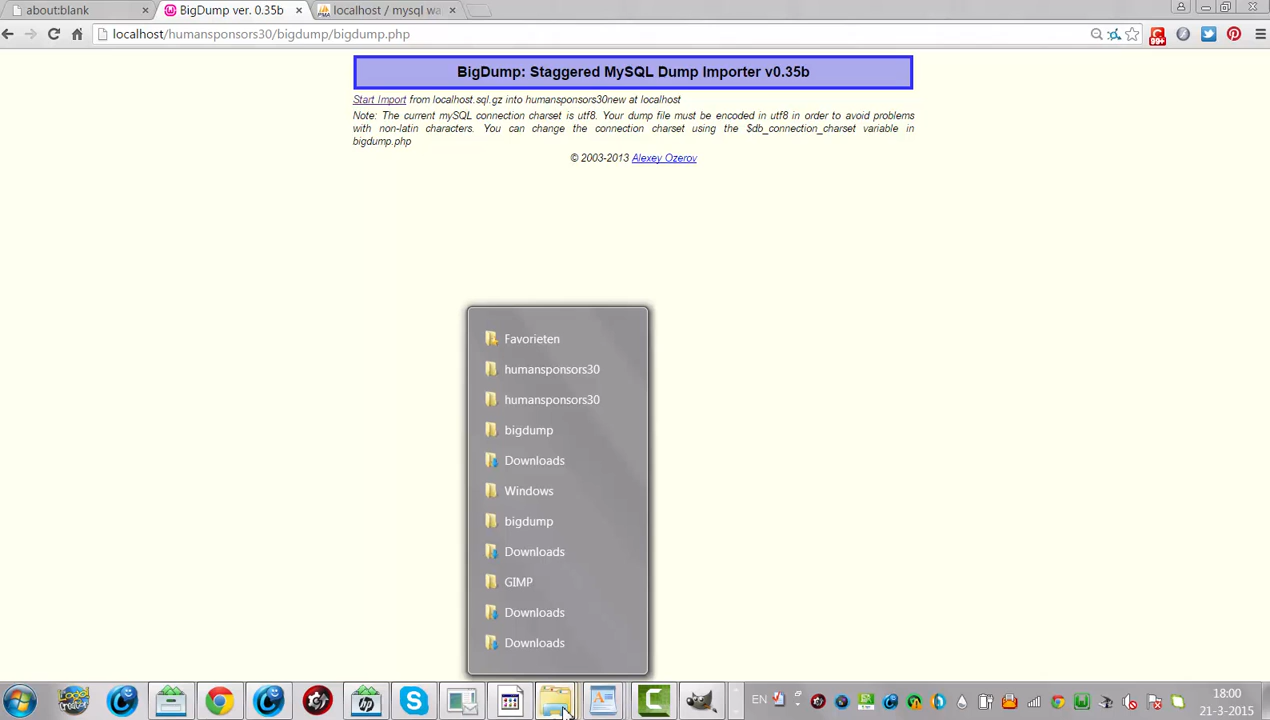 about:blank
BigDump ver. 0.35b
localhost / mysql wa
localhost/humansponsors30/bigdump/bigdump.php
99+
BigDump: Staggered MySQL Dump Importer v0.35b
Start Import from localhost.sql.gz into humansponsors30new at localhost
Note: The current mySQL connection charset is utf8. Your dump file must be encoded in utf8 in order to avoid problems
with non-latin characters. You can change the connection charset using the $db_connection_charset variable in
bigdump.php
© 2003-2013 Alexey Ozerov
Favorieten
humansponsors30
humansponsors30
bigdump
Downloads
Windows
bigdump
Downloads
GIMP
Downloads
Downloads
EN
18:00
21-3-2015